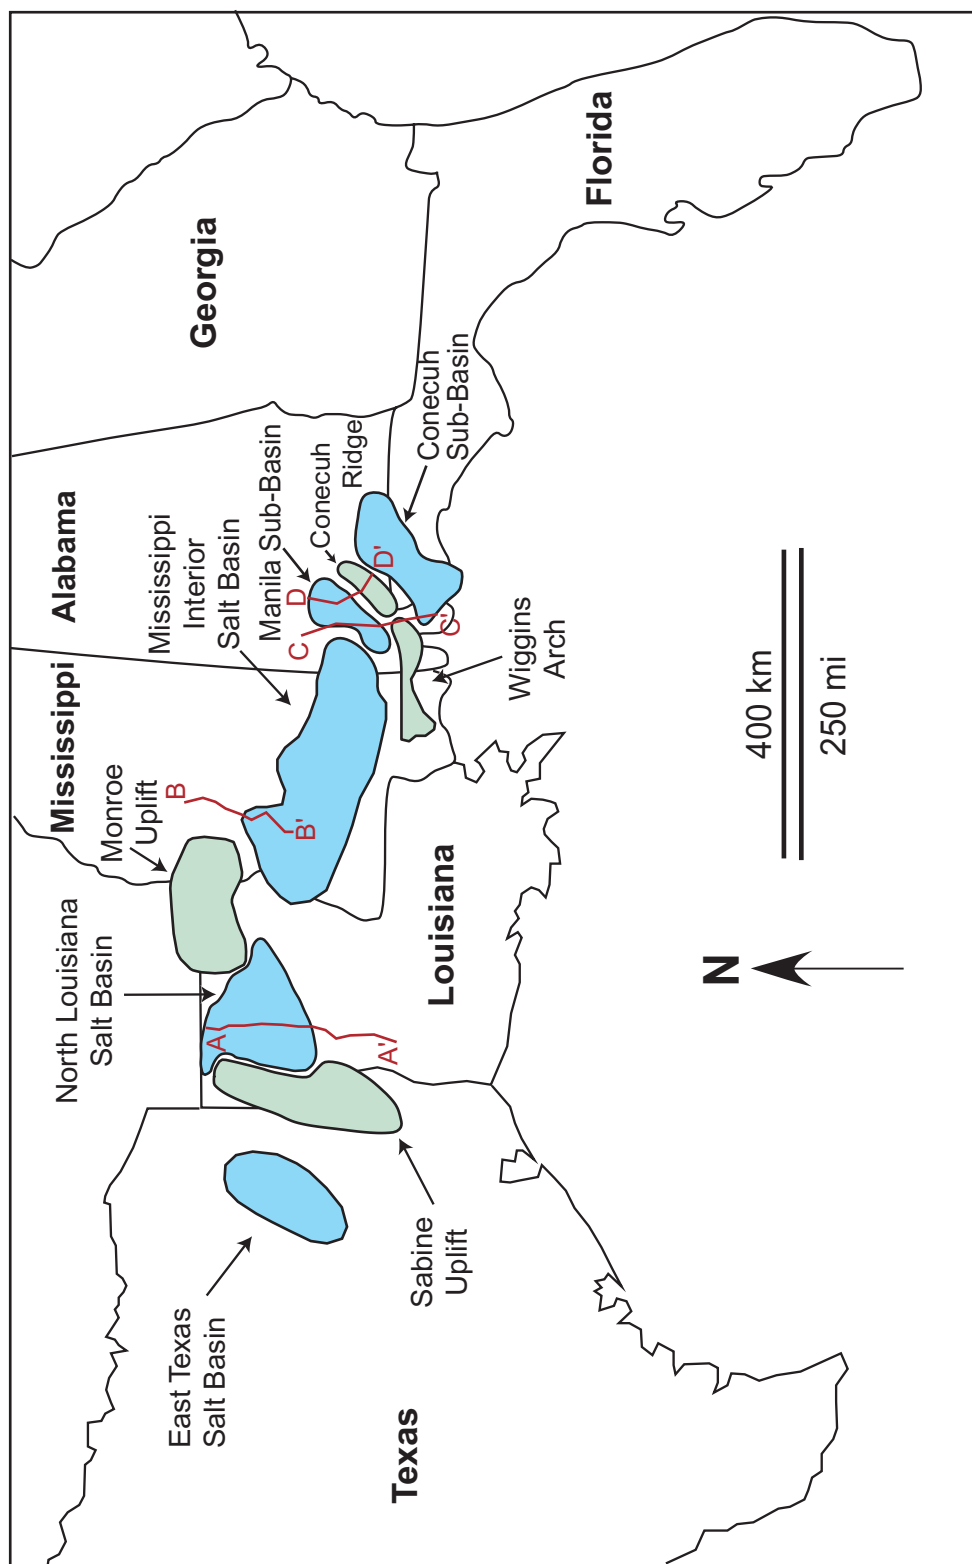 Mississippi
Alabama
Georgia
Florida
Texas
Louisiana
East Texas
Salt Basin
North Louisiana
Salt Basin
Monroe
Uplift
Mississippi
Interior
Salt Basin
Manila Sub-Basin
Conecuh
Ridge
Conecuh
Sub-Basin
Sabine
Uplift
Wiggins
Arch
A
A'
B
B'
C
C'
D
D'
N
400 km
250 mi